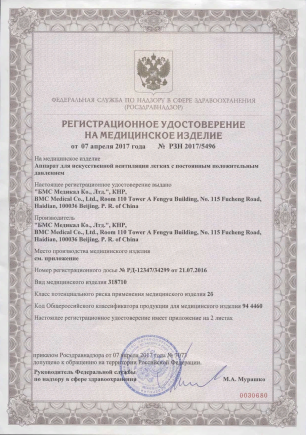 ФЕДЕРАЛЬНАЯ СЛУЖБА ПО НАДЗОРУ В СФЕРЕ ЗДРАВООХРАНЕНИЯ
(РОСЗДРАВНАДЗОР)
РЕГИСТРАЦИОННОЕ УДОСТОВЕРЕНИЕ
НА МЕДИЦИНСКОЕ ИЗДЕЛИЕ
от 07 апреля 2017 года № РЗН 2017/5496
На медицинское изделие
Аппарат для искусственной вентиляции легких с постоянным положительным
давлением
Настоящее регистрационное удостоверение выдано
"БМС Медикал Ко., Лтд.", КНР,
BMC Medical Co., Ltd., Room 110 Tower A Fengyu Building, No. 115 Fucheng Road,
Haidian, 100036 Beijing, P. R. of China
Производитель
"БМС Медикал Ко., Лтд.", КНР,
BMC Medical Co., Ltd., Room 110 Tower A Fengyu Building, No. 115 Fucheng Road,
Haidian, 100036 Beijing, P. R. of China
Место производства медицинского изделия
см. приложение
Номер регистрационного досье № РД-12347/34299 от 21.07.2016
Вид медицинского изделия 318710
Класс потенциального риска применения медицинского изделия 2б
Код Общероссийского классификатора продукции для медицинского изделия 94 4460
Настоящее регистрационное удостоверение имеет приложение на 2 листах
приказом Росздравнадзора от 07 апреля 2017 года № 3073
допущено к обращению на территории Российской Федерации.
Руководитель Федеральной службы
по надзору в сфере здравоохранения
М.А. Мурашко
0030680